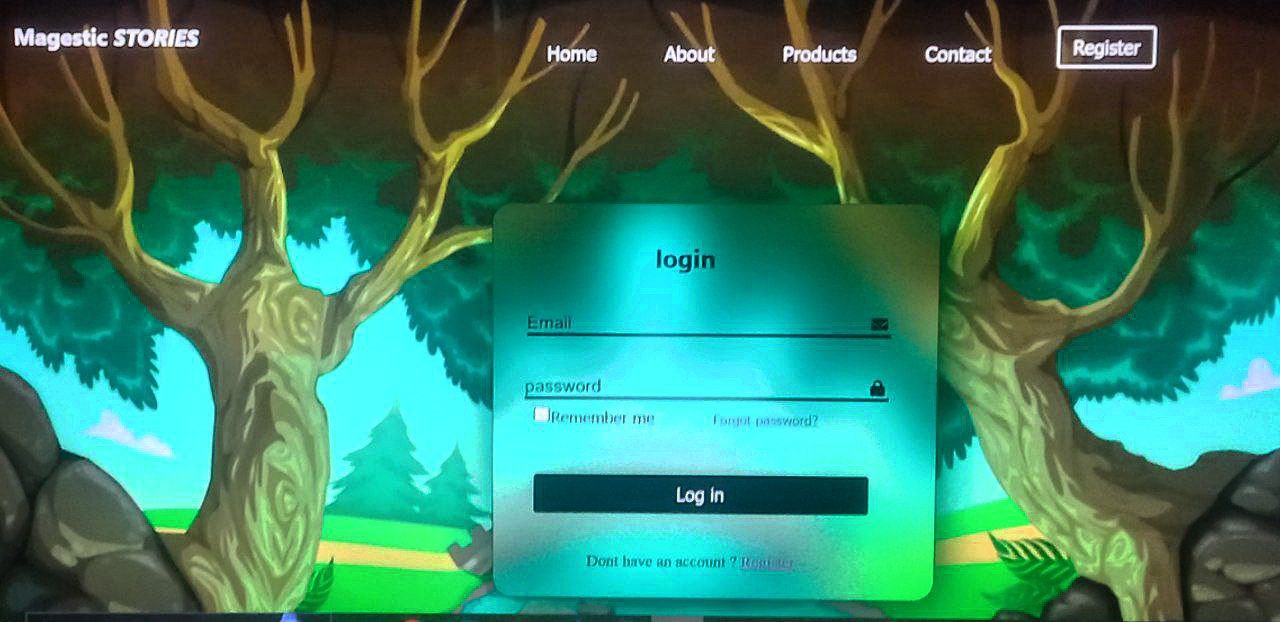 Magestic STORIES
Home About Products Contact Register
login
Email
password
Remember me Forgot password?
Log in
Dont have an account ? Register